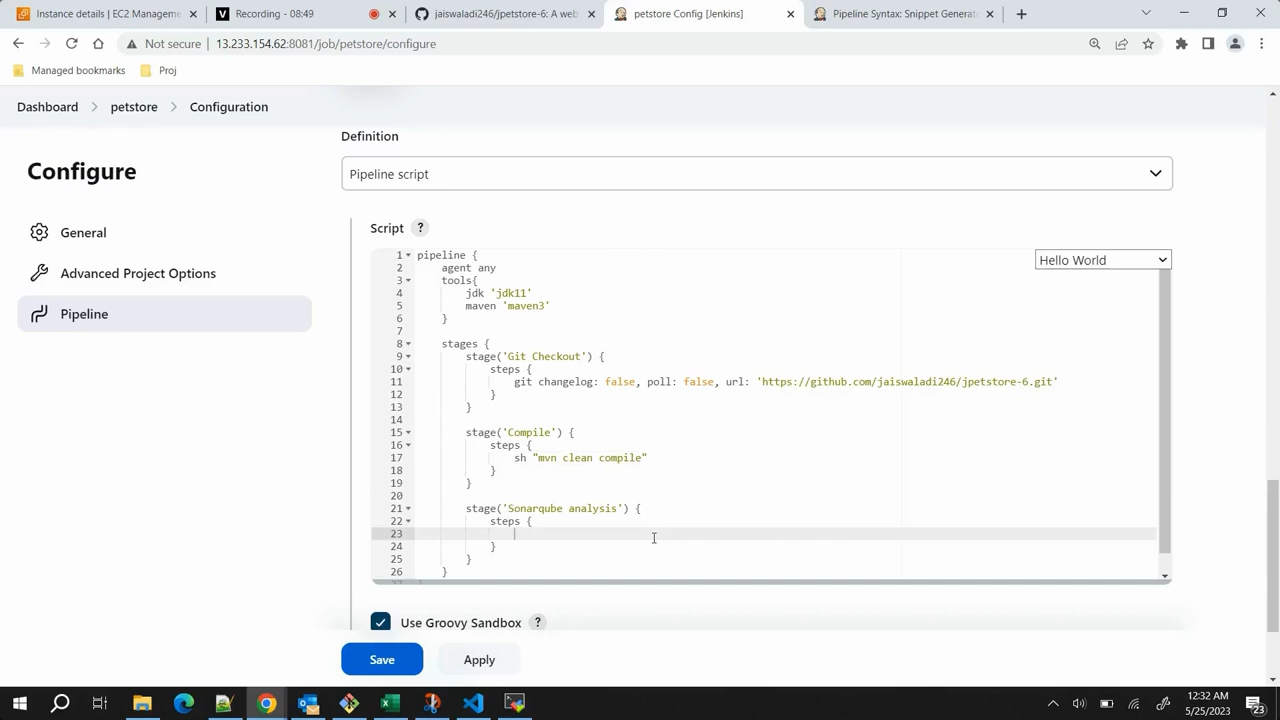 Instance details | EC2 Manageme
Recording - 08:49
jaiswaladi246/jpetstore-6: A web
petstore Config [Jenkins]
Pipeline Syntax: Snippet Generat
Not secure | 13.233.154.62:8081/job/petstore/configure
Managed bookmarks
Proj
Dashboard > petstore > Configuration
Configure
General
Advanced Project Options
Pipeline
Definition
Pipeline script
Script ?
Hello World
1 pipeline {
2 agent any
3 tools{
4 jdk 'jdk11'
5 maven 'maven3'
6 }
7
8 stages {
9 stage('Git Checkout') {
10 steps {
11 git changelog: false, poll: false, url: 'https://github.com/jaiswaladi246/jpetstore-6.git'
12 }
13 }
14
15 stage('Compile') {
16 steps {
17 sh "mvn clean compile"
18 }
19 }
20
21 stage('Sonarqube analysis') {
22 steps {
23
24 }
25 }
26 }
Use Groovy Sandbox ?
Save
Apply
12:32 AM
5/25/2023
23